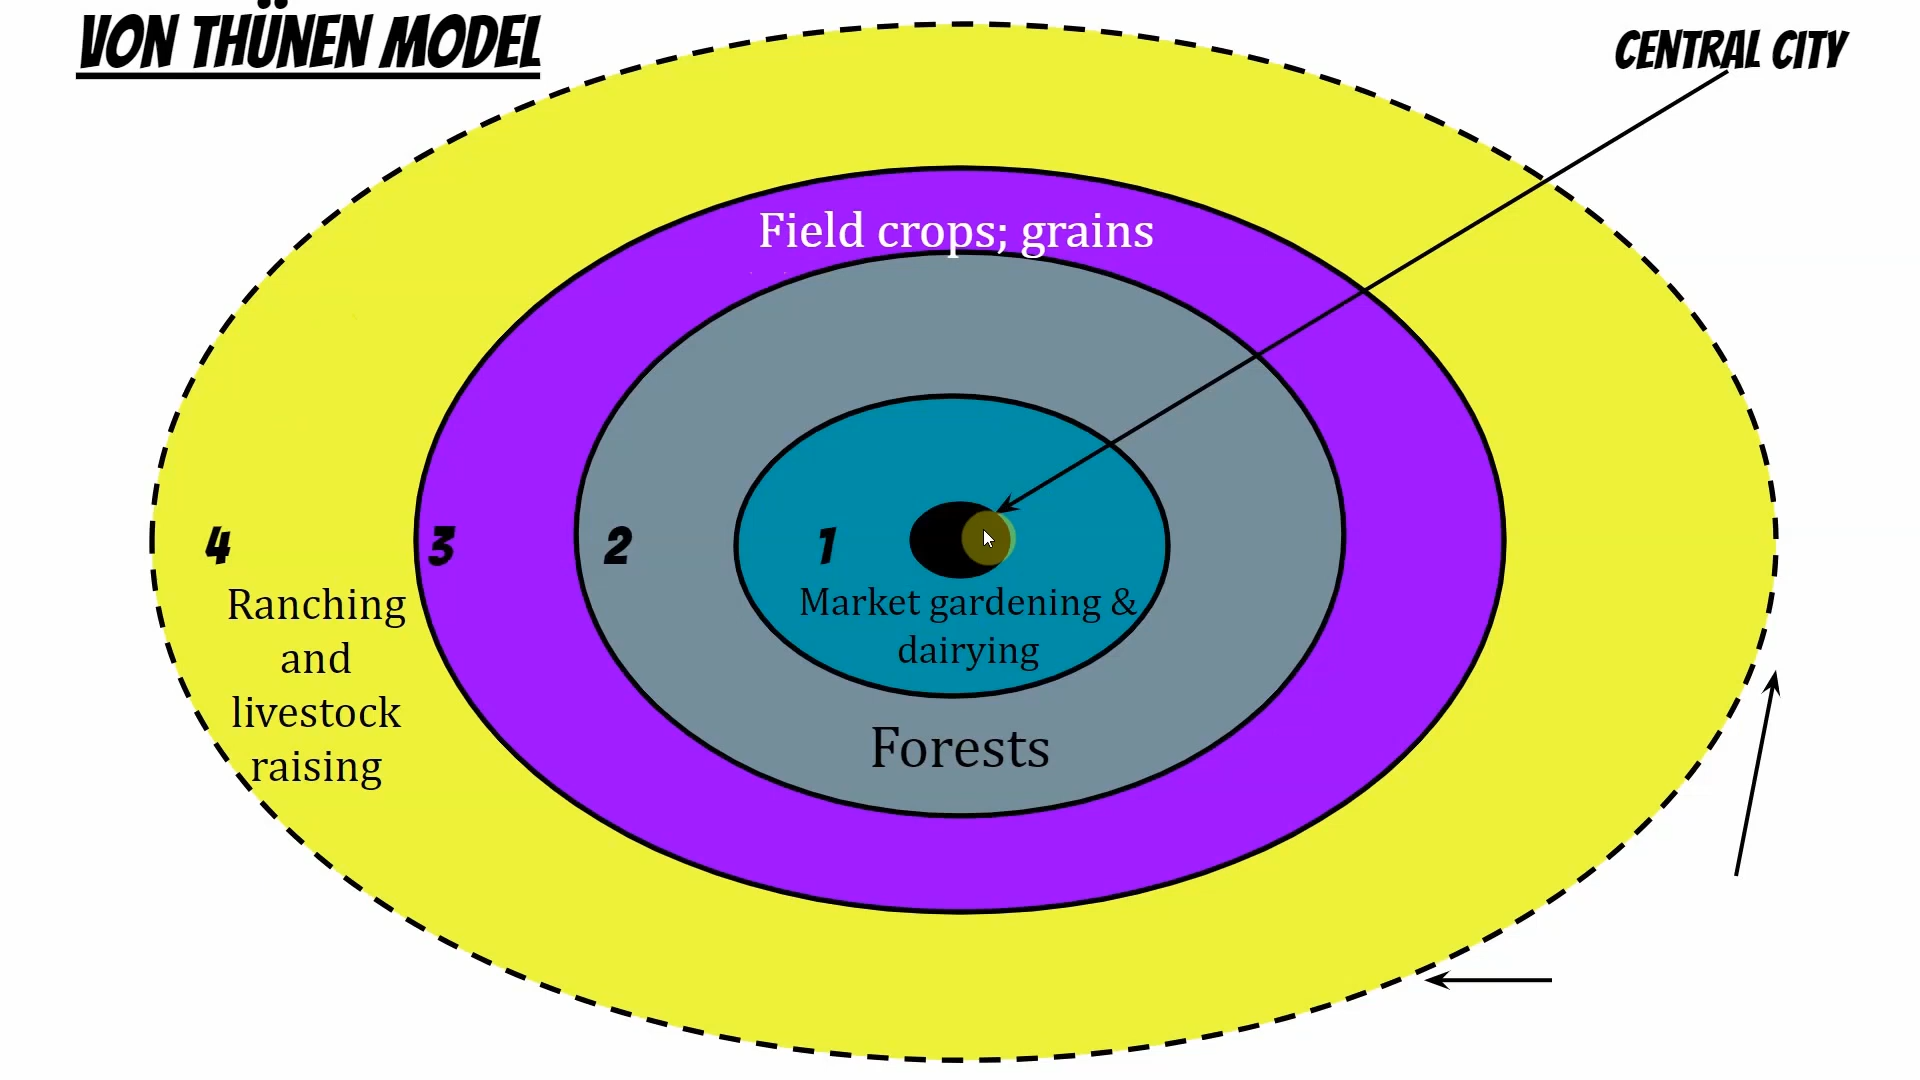 VON THÜNEN MODEL
CENTRAL CITY
Field crops; grains
4
3
2
1
Ranching
and
livestock
raising
Market gardening &
dairying
Forests